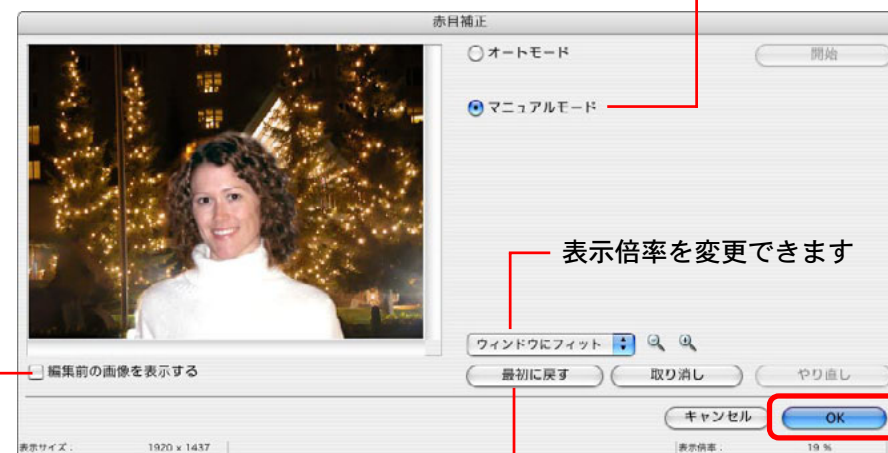 赤目補正
オートモード
開始
マニュアルモード
表示倍率を変更できます
ウィンドウにフィット
編集前の画像を表示する
最初に戻す
取り消し
やり直し
キャンセル
OK
表示サイズ： 1920 x 1437
表示倍率： 19 %